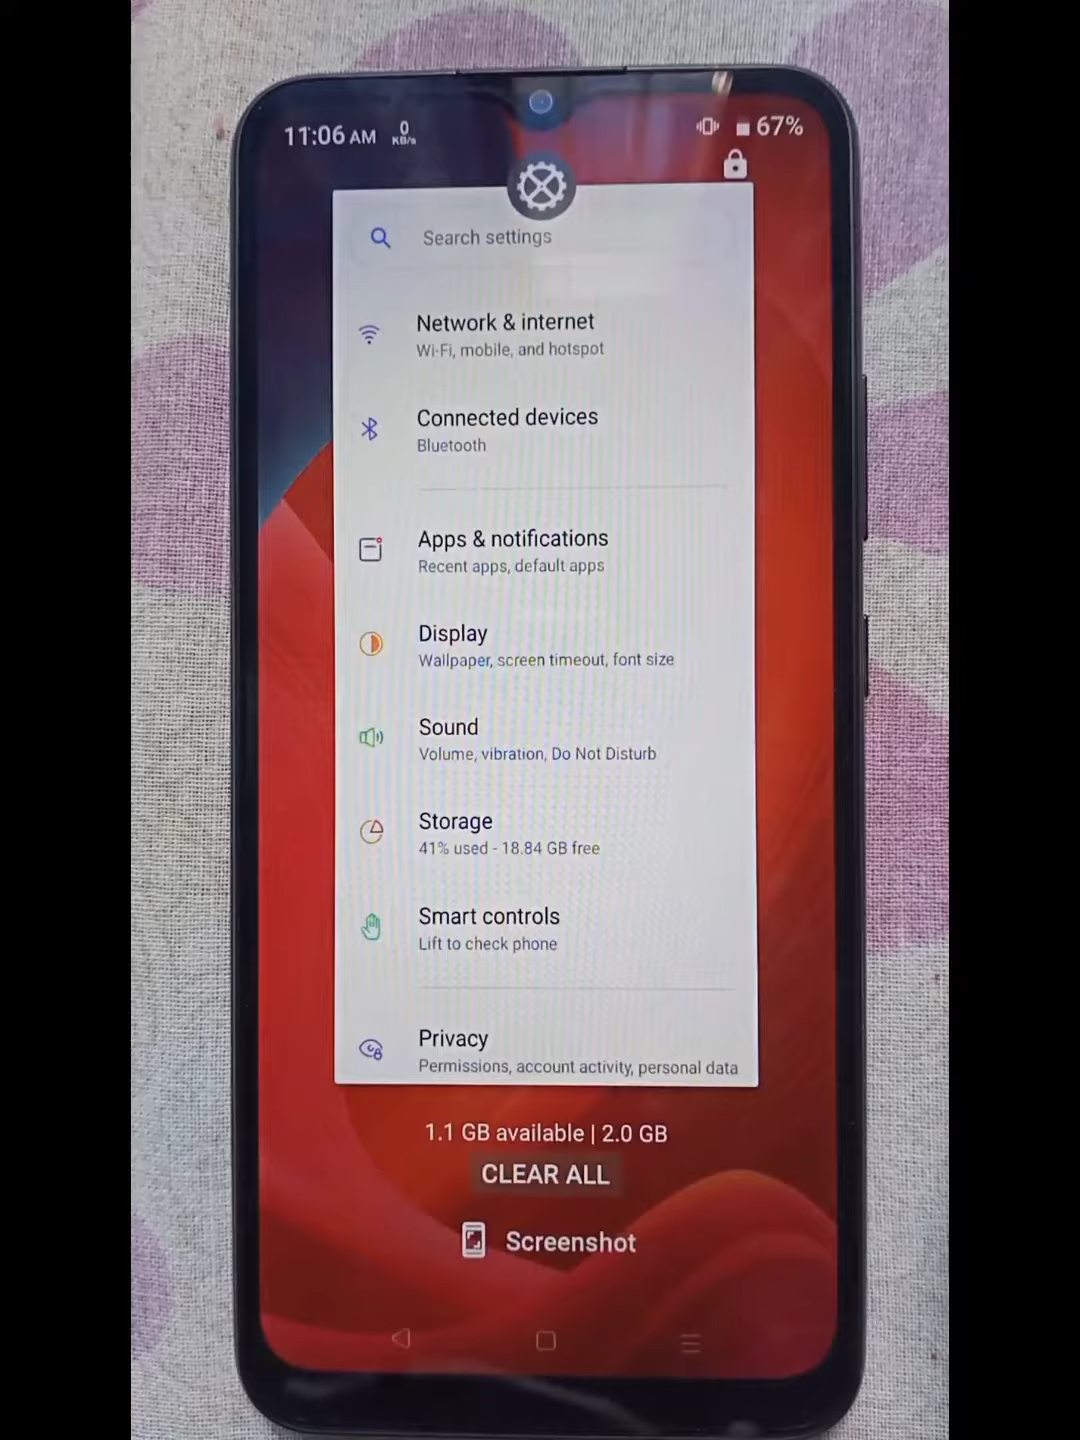 11:06 AM 0 KB/s 67%
Search settings
Network & internet
Wi-Fi, mobile, and hotspot
Connected devices
Bluetooth
Apps & notifications
Recent apps, default apps
Display
Wallpaper, screen timeout, font size
Sound
Volume, vibration, Do Not Disturb
Storage
41% used - 18.84 GB free
Smart controls
Lift to check phone
Privacy
Permissions, account activity, personal data
1.1 GB available | 2.0 GB
CLEAR ALL
Screenshot